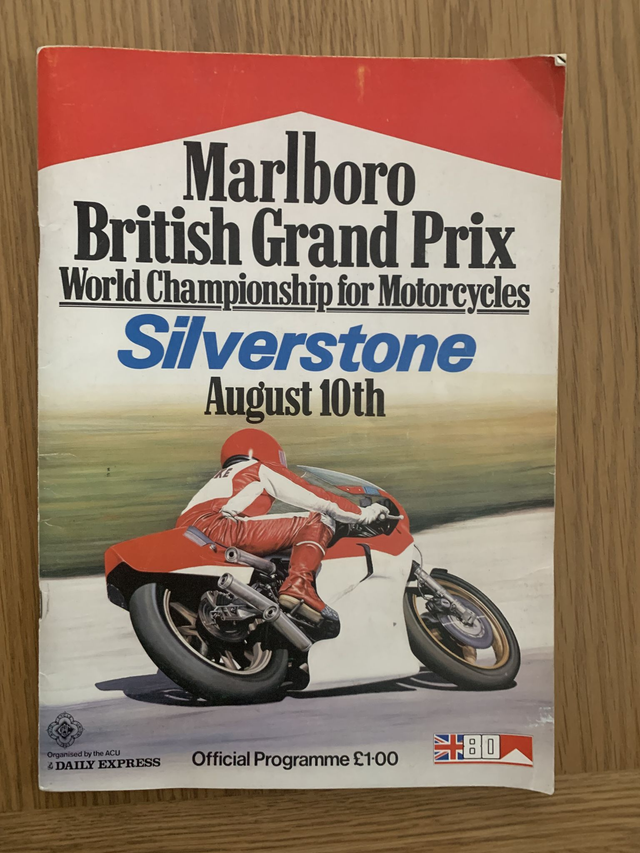 Marlboro
British Grand Prix
World Championship for Motorcycles
Silverstone
August 10th
Organised by the ACU
& DAILY EXPRESS
Official Programme £1·00
80